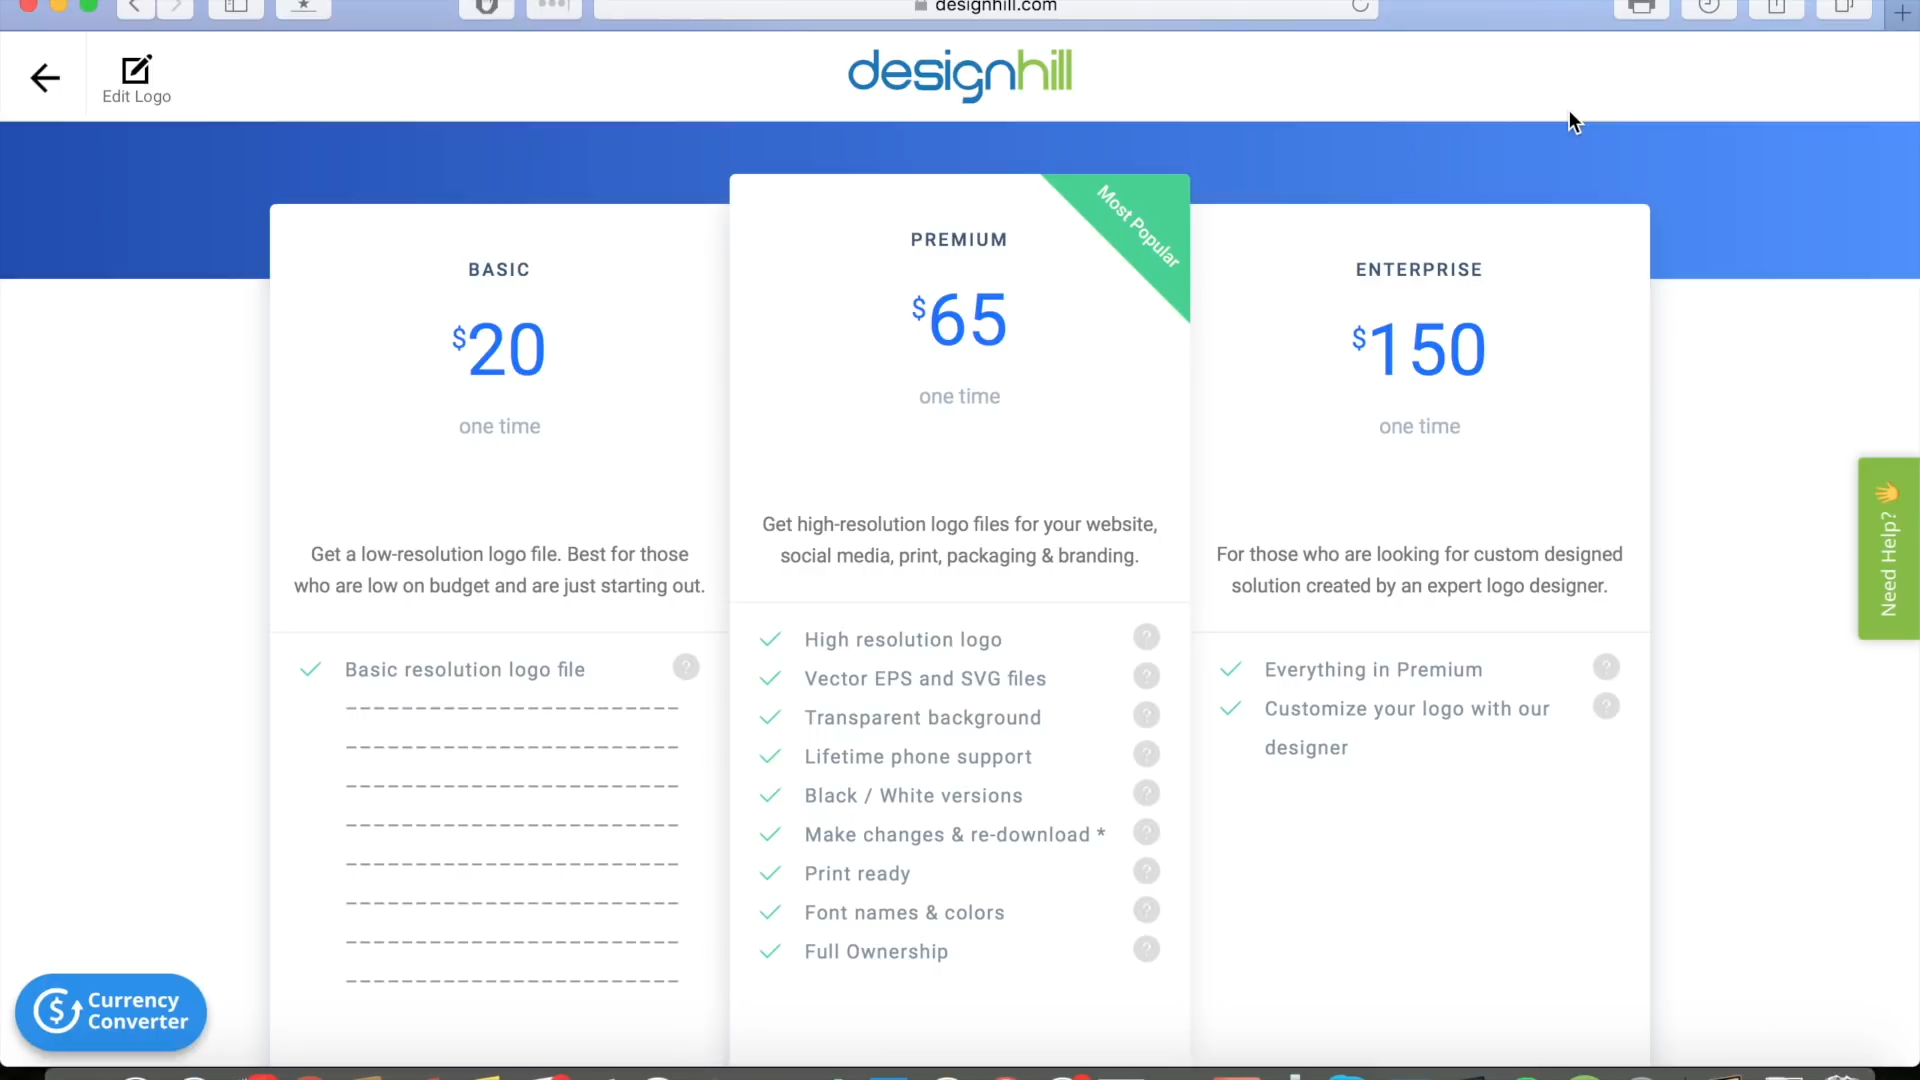 designhill.com
Edit Logo
designhill
BASIC
$20
one time
Get a low-resolution logo file. Best for those
who are low on budget and are just starting out.
Basic resolution logo file
PREMIUM
Most Popular
$65
one time
Get high-resolution logo files for your website,
social media, print, packaging & branding.
High resolution logo
Vector EPS and SVG files
Transparent background
Lifetime phone support
Black / White versions
Make changes & re-download *
Print ready
Font names & colors
Full Ownership
ENTERPRISE
$150
one time
For those who are looking for custom designed
solution created by an expert logo designer.
Everything in Premium
Customize your logo with our
designer
Need Help?
Currency
Converter